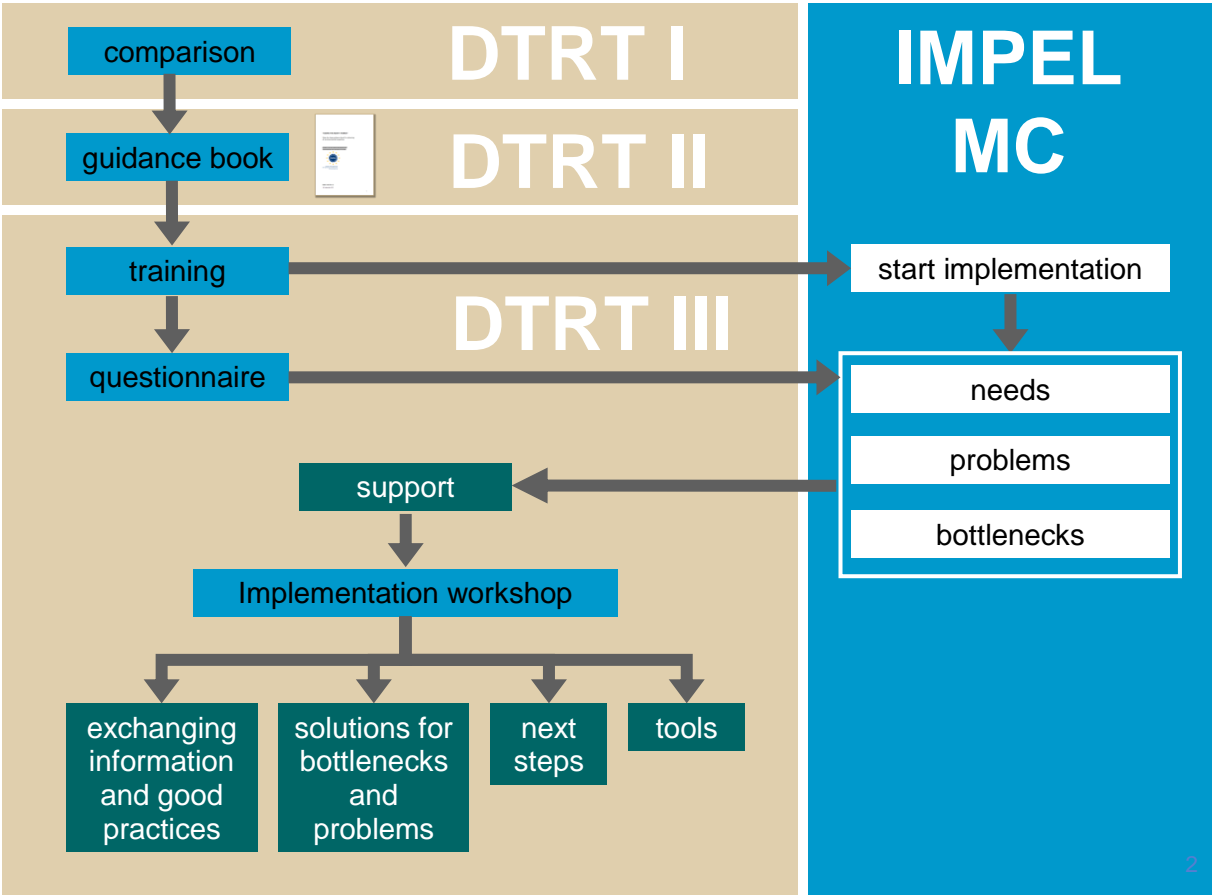 comparison
DTRT I
IMPEL
MC
guidance book
DTRT II
training
start implementation
DTRT III
questionnaire
needs
problems
bottlenecks
support
Implementation workshop
exchanging
information
and good
practices
solutions for
bottlenecks
and
problems
next
steps
tools
2